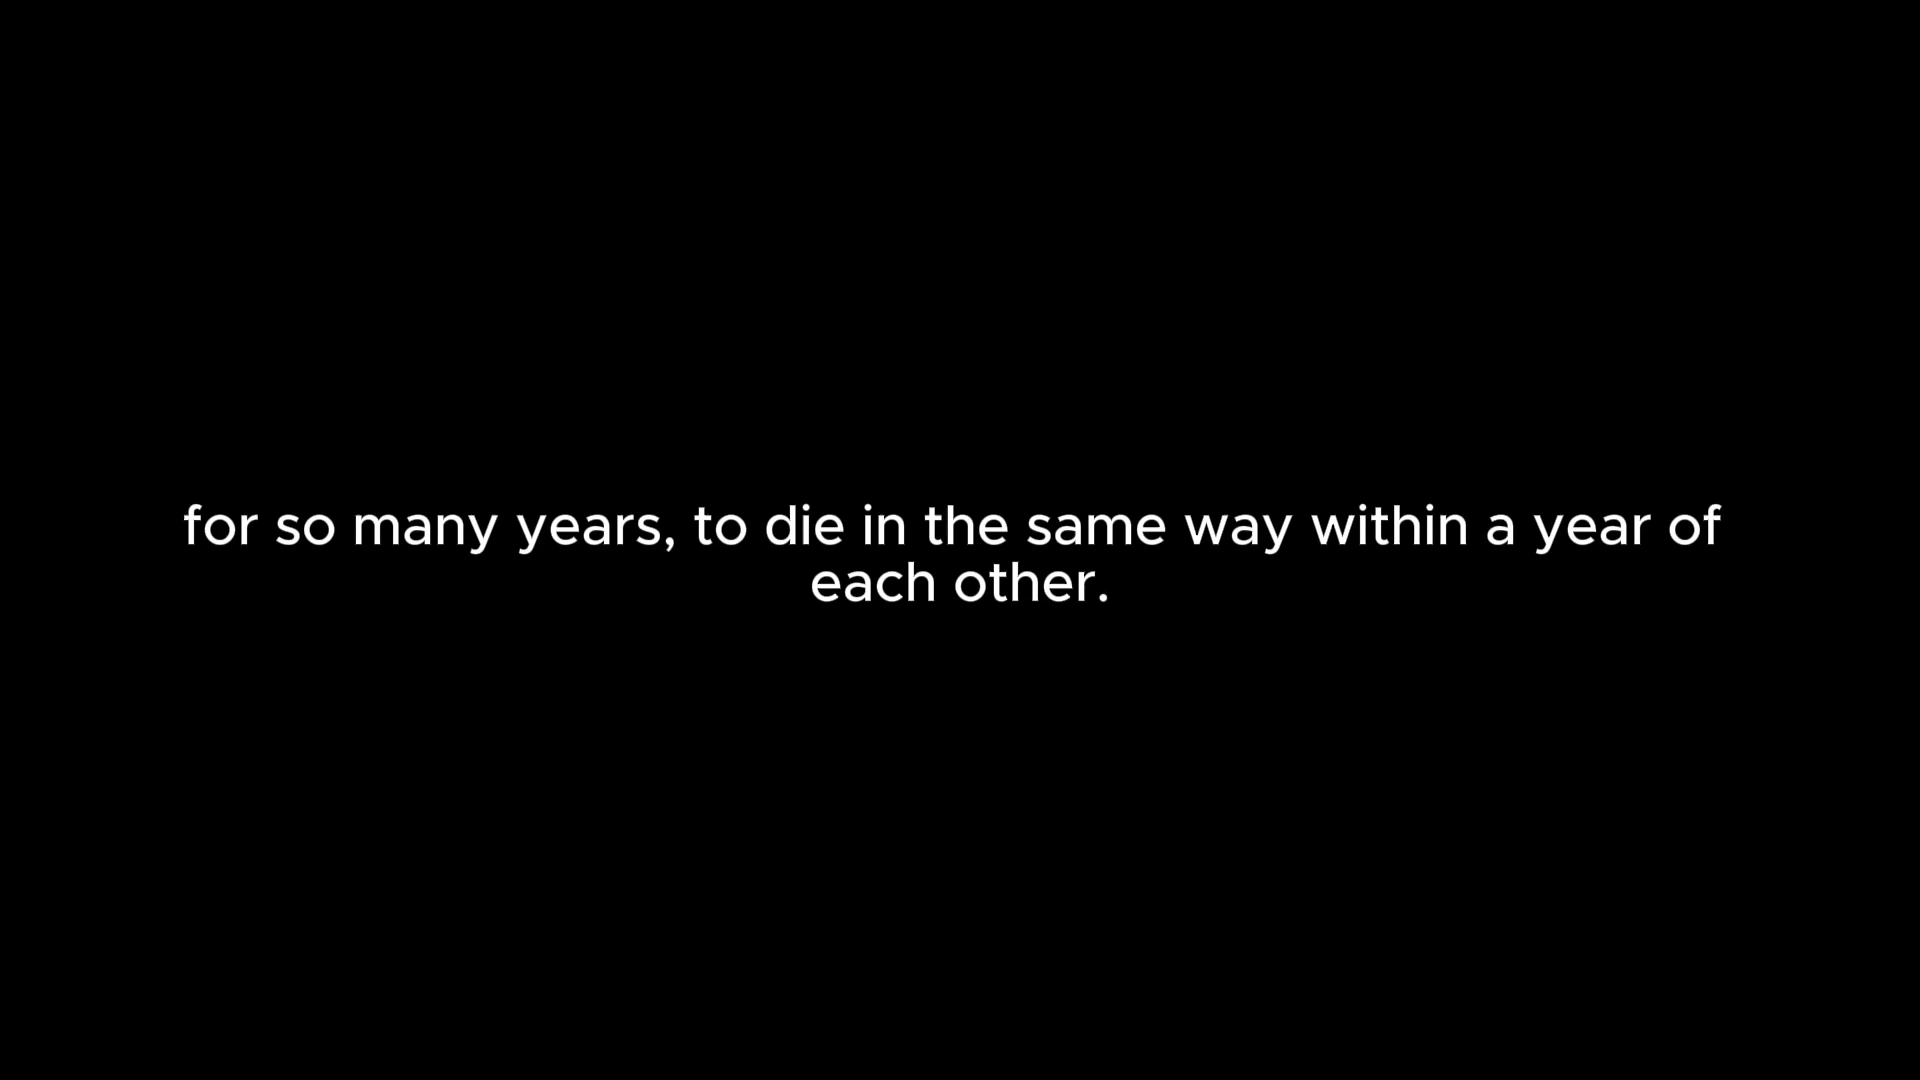 for so many years, to die in the same way within a year of
each other.